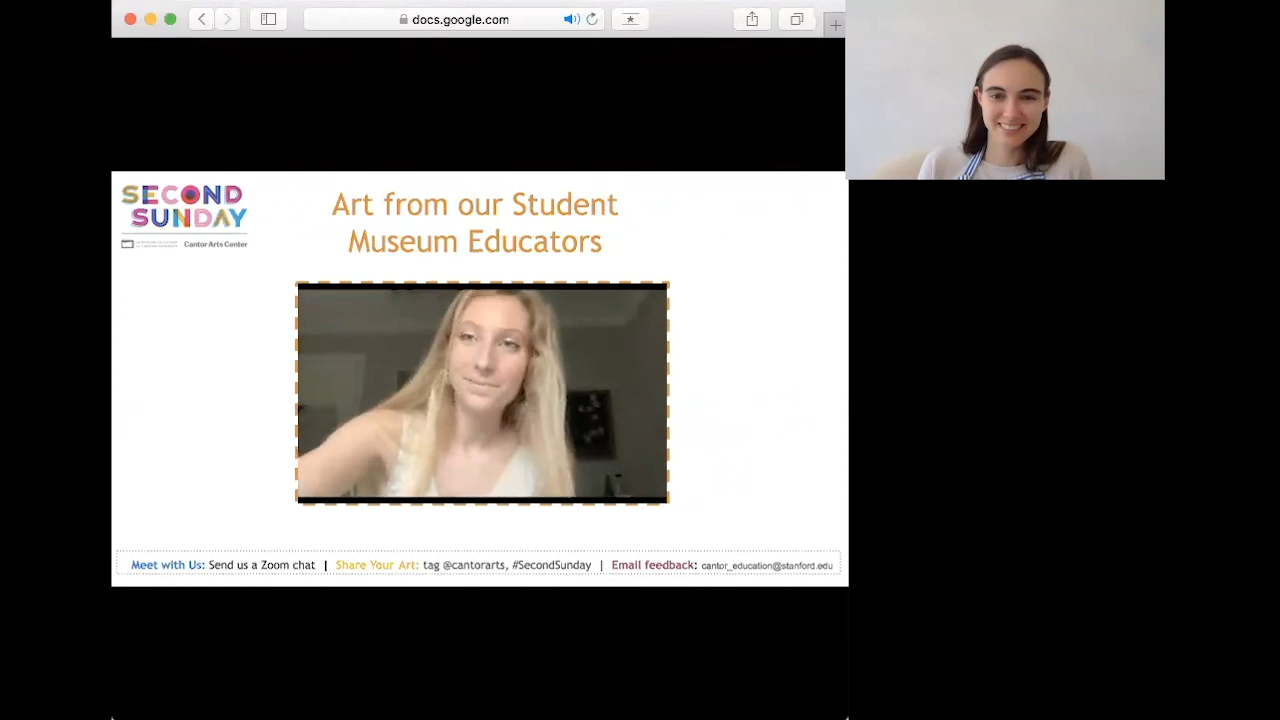 docs.google.com
SECOND
SUNDAY
Cantor Arts Center
Art from our Student
Museum Educators
Meet with Us: Send us a Zoom chat | Share Your Art: tag @cantorarts, #SecondSunday | Email feedback: cantor_education@stanford.edu